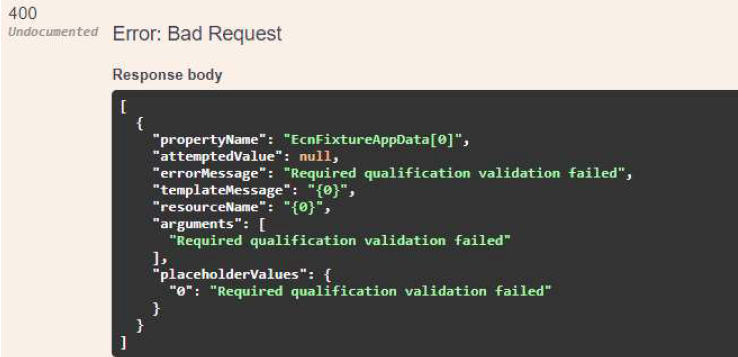 400
Undocumented
Error: Bad Request
Response body
[
  {
    "propertyName": "EcnFixtureAppData[0]",
    "attemptedValue": null,
    "errorMessage": "Required qualification validation failed",
    "templateMessage": "{0}",
    "resourceName": "{0}",
    "arguments": [
      "Required qualification validation failed"
    ],
    "placeholderValues": {
      "0": "Required qualification validation failed"
    }
  }
]